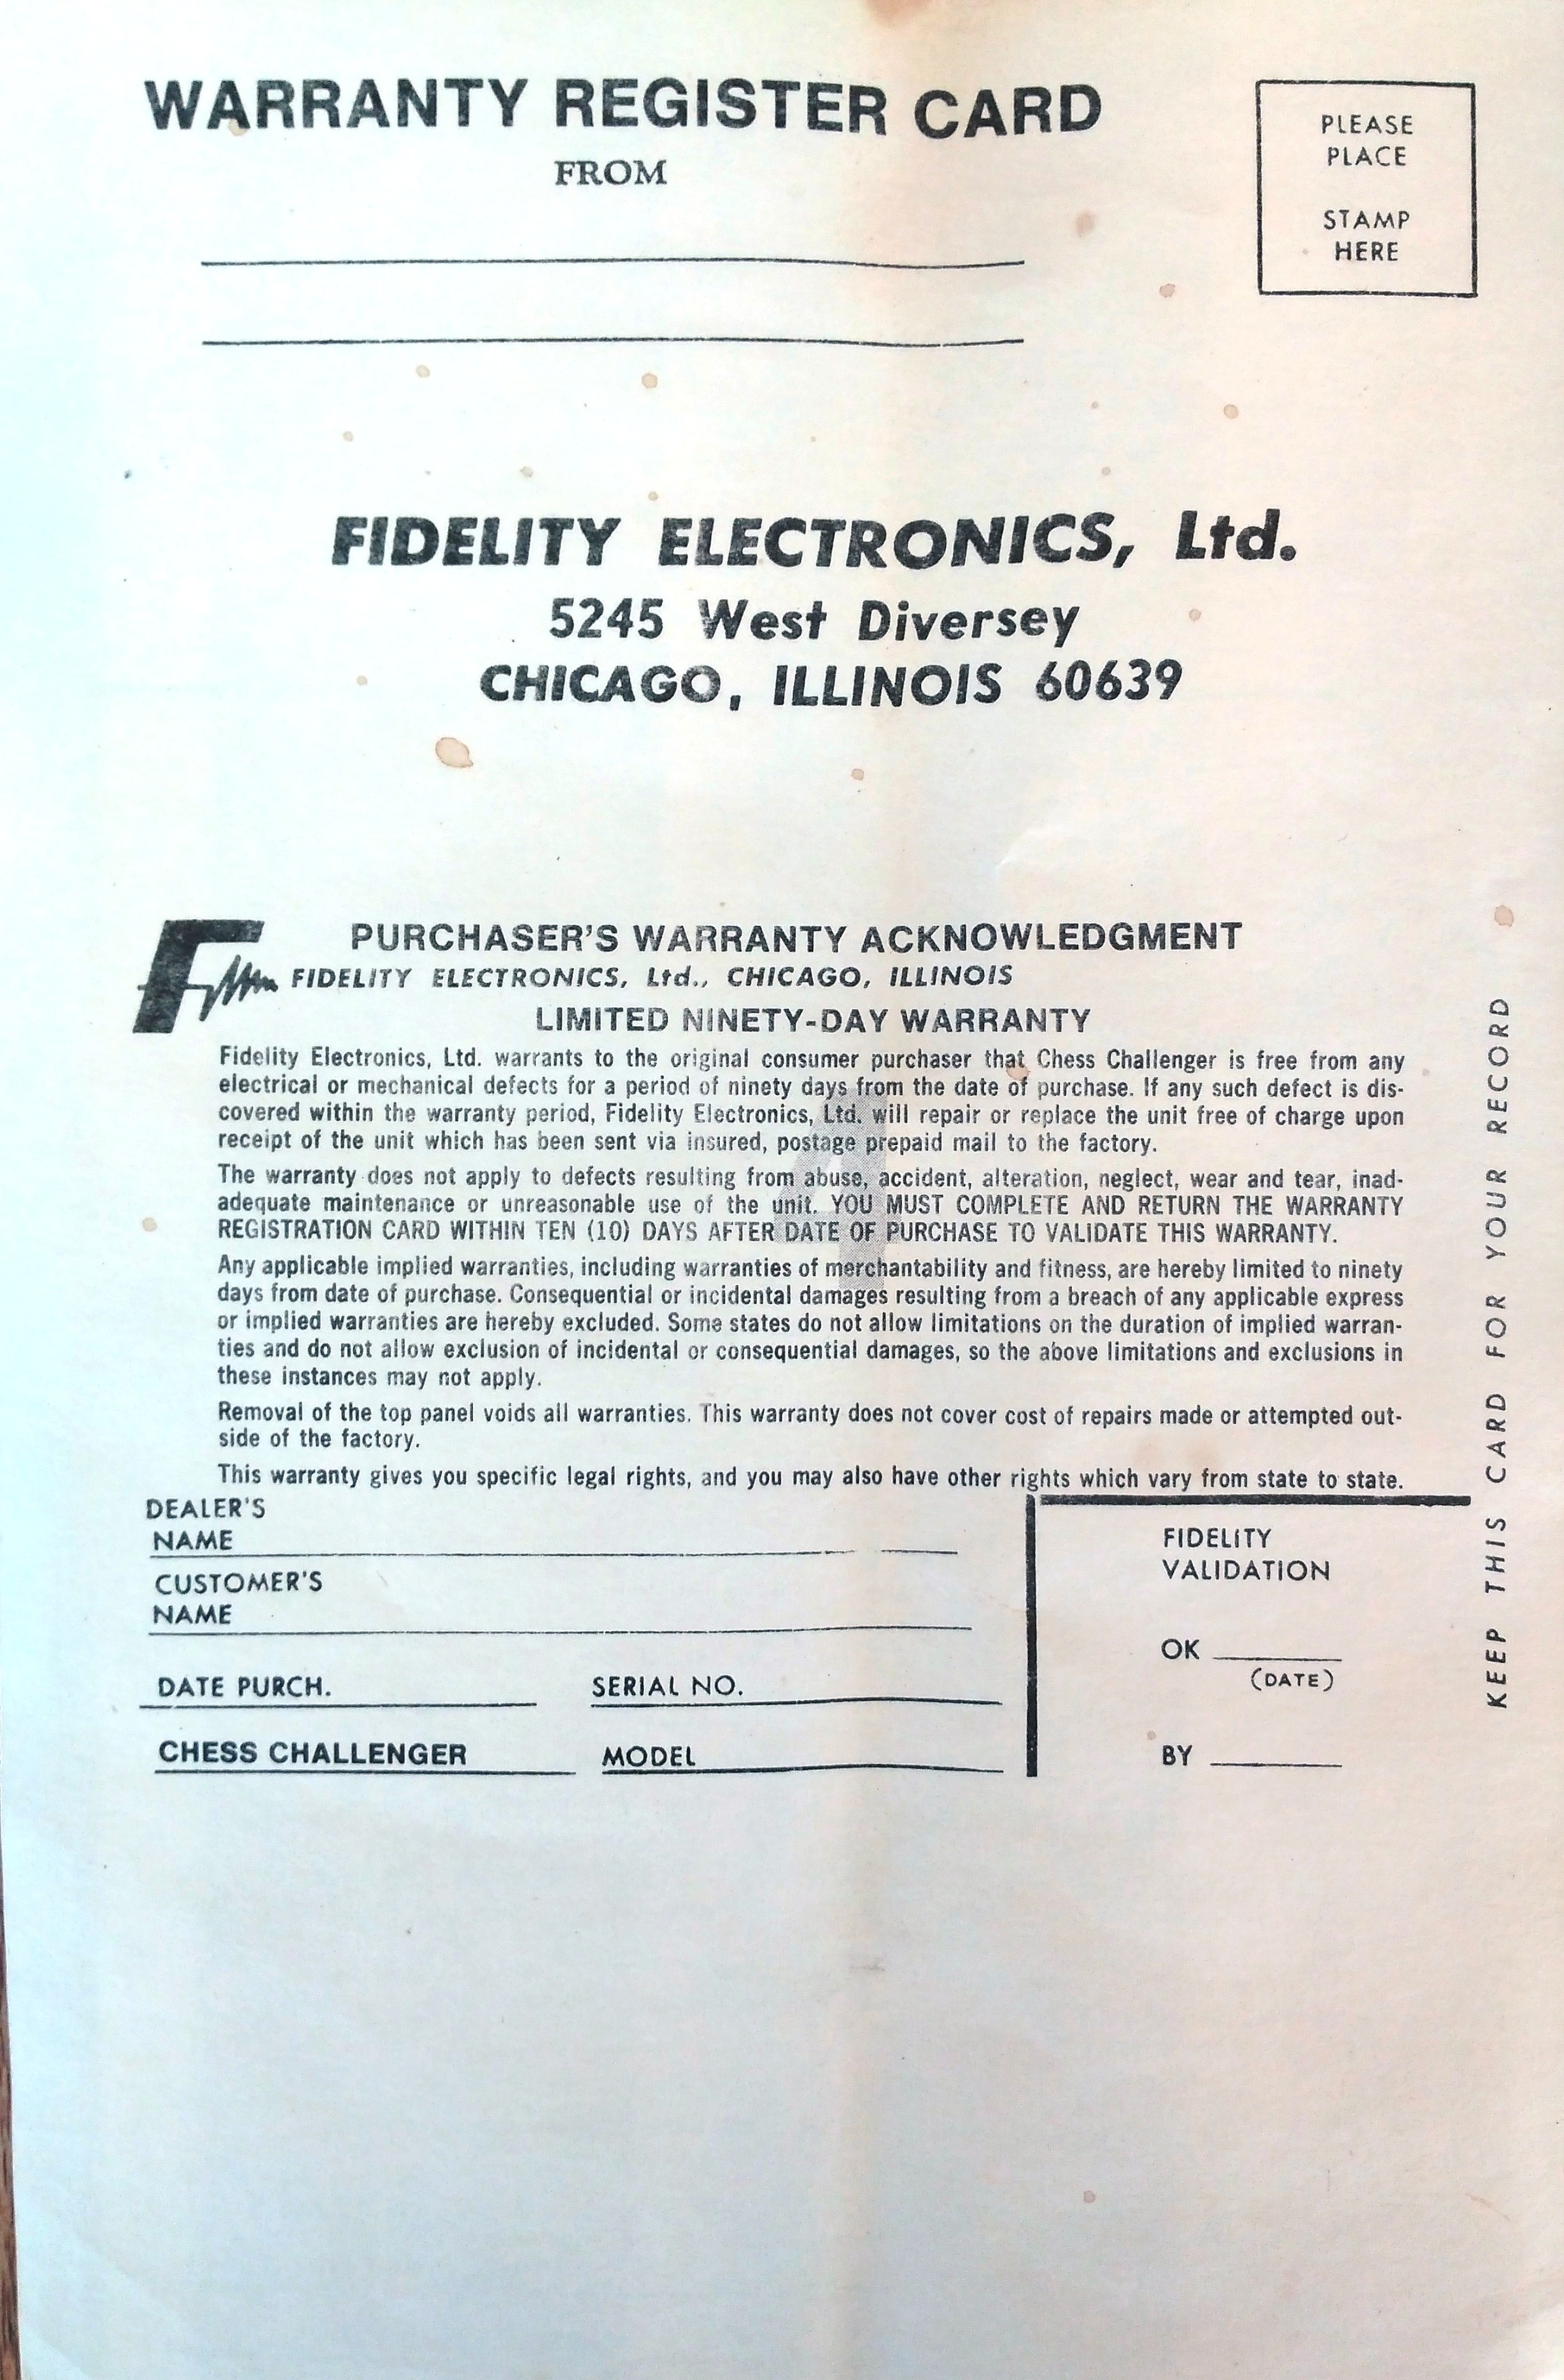 WARRANTY REGISTER CARD
FROM
PLEASE
PLACE
STAMP
HERE
FIDELITY ELECTRONICS, Ltd.
5245 West Diversey
CHICAGO, ILLINOIS 60639
F
PURCHASER'S WARRANTY ACKNOWLEDGMENT
FIDELITY ELECTRONICS, Ltd., CHICAGO, ILLINOIS
LIMITED NINETY-DAY WARRANTY
Fidelity Electronics, Ltd. warrants to the original consumer purchaser that Chess Challenger is free from any
electrical or mechanical defects for a period of ninety days from the date of purchase. If any such defect is dis-
covered within the warranty period, Fidelity Electronics, Ltd. will repair or replace the unit free of charge upon
receipt of the unit which has been sent via insured, postage prepaid mail to the factory.
The warranty does not apply to defects resulting from abuse, accident, alteration, neglect, wear and tear, inad-
adequate maintenance or unreasonable use of the unit. YOU MUST COMPLETE AND RETURN THE WARRANTY
REGISTRATION CARD WITHIN TEN (10) DAYS AFTER DATE OF PURCHASE TO VALIDATE THIS WARRANTY.
Any applicable implied warranties, including warranties of merchantability and fitness, are hereby limited to ninety
days from date of purchase. Consequential or incidental damages resulting from a breach of any applicable express
or implied warranties are hereby excluded. Some states do not allow limitations on the duration of implied warran-
ties and do not allow exclusion of incidental or consequential damages, so the above limitations and exclusions in
these instances may not apply.
Removal of the top panel voids all warranties. This warranty does not cover cost of repairs made or attempted out-
side of the factory.
This warranty gives you specific legal rights, and you may also have other rights which vary from state to state.
4
DEALER'S
NAME
CUSTOMER'S
NAME
DATE PURCH. SERIAL NO.
CHESS CHALLENGER MODEL
FIDELITY
VALIDATION
OK
(DATE)
BY
KEEP THIS CARD FOR YOUR RECORD